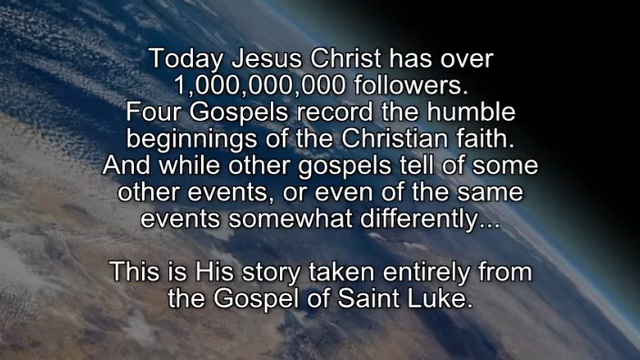 Today Jesus Christ has over
1,000,000,000 followers.
Four Gospels record the humble
beginnings of the Christian faith.
And while other gospels tell of some
other events, or even of the same
events somewhat differently...
This is His story taken entirely from
the Gospel of Saint Luke.